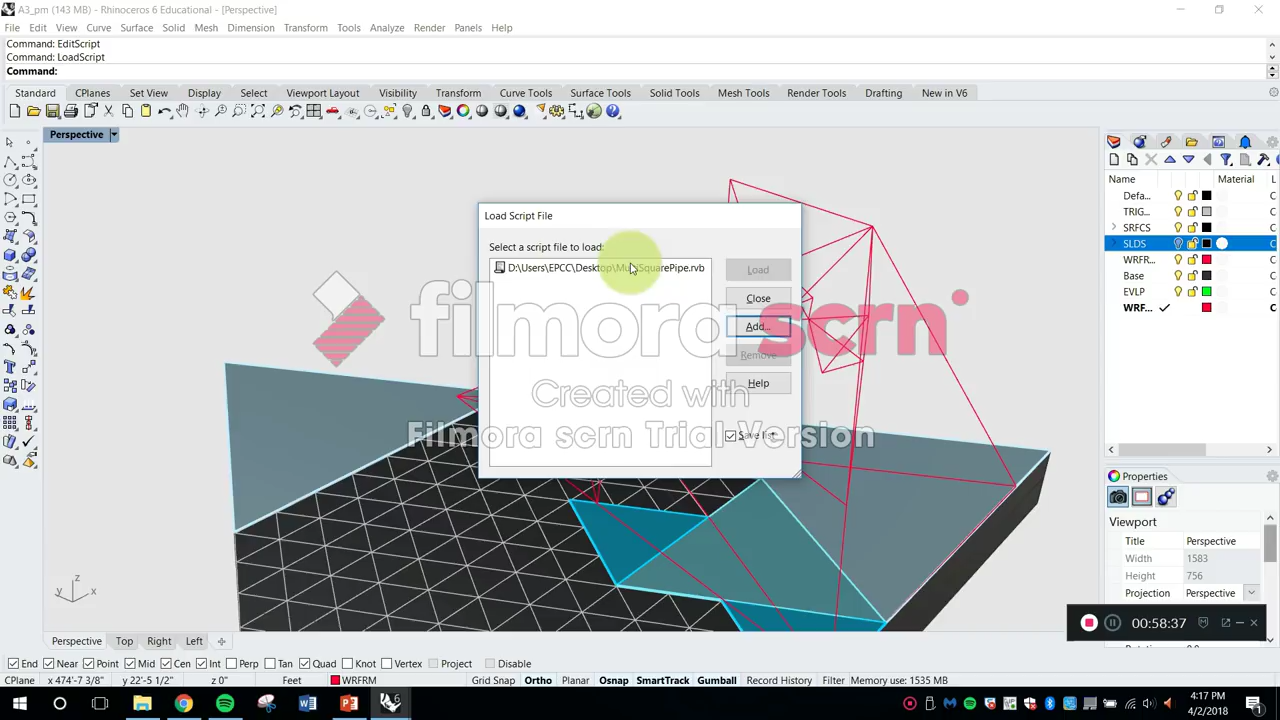 A3_pm (143 MB) - Rhinoceros 6 Educational - [Perspective]
File Edit View Curve Surface Solid Mesh Dimension Transform Tools Analyze Render Panels Help
Command: EditScript
Command: LoadScript
Command:
Standard CPlanes Set View Display Select Viewport Layout Visibility Transform Curve Tools Surface Tools Solid Tools Mesh Tools Render Tools Drafting New in V6
Perspective
Name Material L
Defa... C
TRIG... C
SRFCS C
SLDS C
WRFR... C
Base C
EVLP C
WRF... C
Load Script File
Select a script file to load:
D:\Users\EPCC\Desktop\MultiSquarePipe.rvb
Load
Close
Add...
Remove
Help
Save list
filmora scrn
Created with
Filmora scrn Trial Version
Properties
Viewport
Title Perspective
Width 1583
Height 756
Projection Perspective
00:58:37
z
y x
Perspective Top Right Left
End Near Point Mid Cen Int Perp Tan Quad Knot Vertex Project Disable
CPlane x 474'-7 3/8" y 22'-5 1/2" z 0" Feet WRFRM Grid Snap Ortho Planar Osnap SmartTrack Gumball Record History Filter Memory use: 1535 MB
4:17 PM
4/2/2018